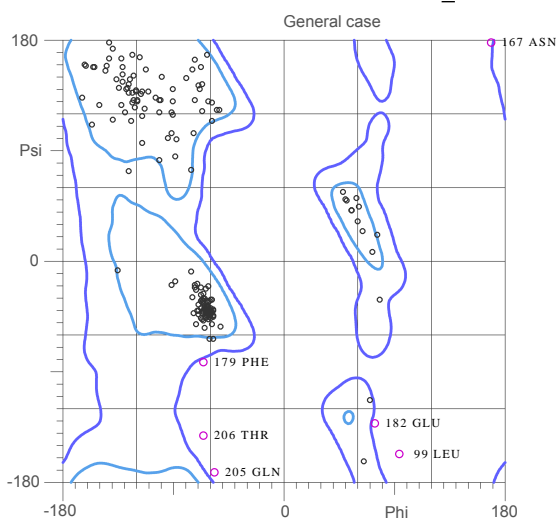 General case
180
167 ASN
Psi
0
179 PHE
182 GLU
206 THR
99 LEU
205 GLN
-180
-180
0
Phi
180